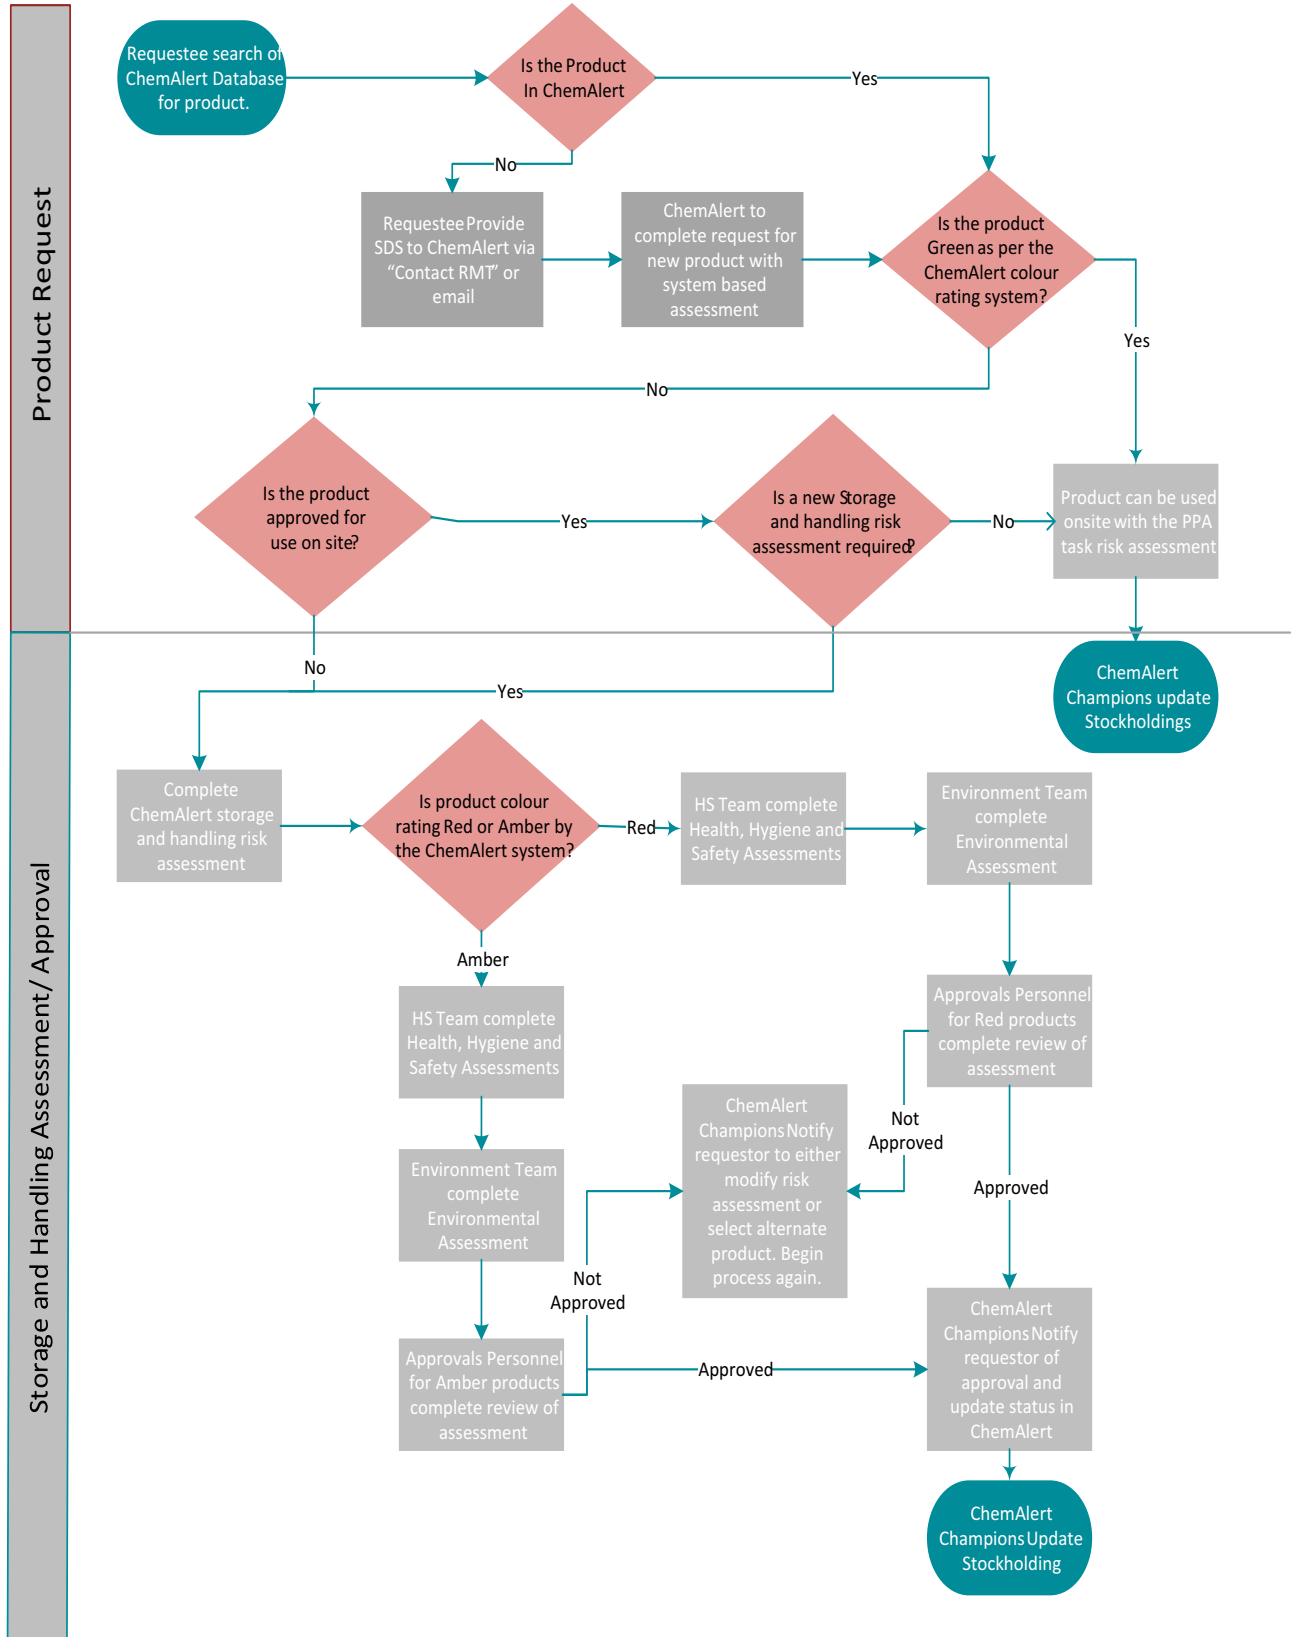 Product Request
Requestee search of
ChemAlert Database
for product.
Is the Product
In ChemAlert
Yes
No
Requestee Provide
SDS to ChemAlert via
“Contact RMT” or
email
ChemAlert to
complete request for
new product with
system based
assessment
Is the product
Green as per the
ChemAlert colour
rating system?
Yes
No
Is the product
approved for
use on site?
Yes
Is a new Storage
and handling risk
assessment required?
No
Product can be used
onsite with the PPA
task risk assessment
ChemAlert
Champions update
Stockholdings
Storage and Handling Assessment/ Approval
No
Yes
Complete
ChemAlert storage
and handling risk
assessment
Is product colour
rating Red or Amber by
the ChemAlert system?
Red
HS Team complete
Health, Hygiene and
Safety Assessments
Environment Team
complete
Environmental
Assessment
Amber
HS Team complete
Health, Hygiene and
Safety Assessments
Approvals Personnel
for Red products
complete review of
assessment
Not
Approved
Approved
ChemAlert
Champions Notify
requestor to either
modify risk
assessment or
select alternate
product. Begin
process again.
Environment Team
complete
Environmental
Assessment
Not
Approved
Approvals Personnel
for Amber products
complete review of
assessment
Approved
ChemAlert
Champions Notify
requestor of
approval and
update status in
ChemAlert
ChemAlert
Champions Update
Stockholding